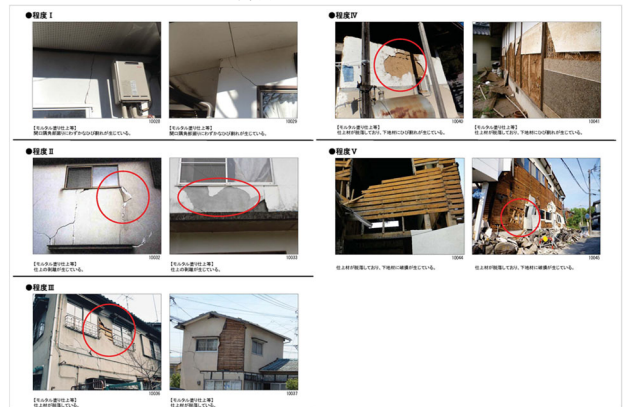 ●程度Ⅰ
10028
10029
【モルタル塗り仕上等】
開口隅角部廻りにわずかなひび割れが生じている。
【モルタル塗り仕上等】
開口隅角部廻りにわずかなひび割れが生じている。
●程度Ⅱ
10032
10033
【モルタル塗り仕上等】
仕上の剥離が生じている。
【モルタル塗り仕上等】
仕上の剥離が生じている。
●程度Ⅲ
10036
10037
【モルタル塗り仕上等】
仕上材が脱落している。
【モルタル塗り仕上等】
仕上材が脱落している。
●程度Ⅳ
10040
10041
【モルタル塗り仕上等】
仕上材が脱落しており、下地材にひび割れが生じている。
【モルタル塗り仕上等】
仕上材が脱落しており、下地材にひび割れが生じている。
●程度Ⅴ
10044
10045
仕上材が脱落しており、下地材に破損が生じている。
仕上材が脱落しており、下地材に破損が生じている。